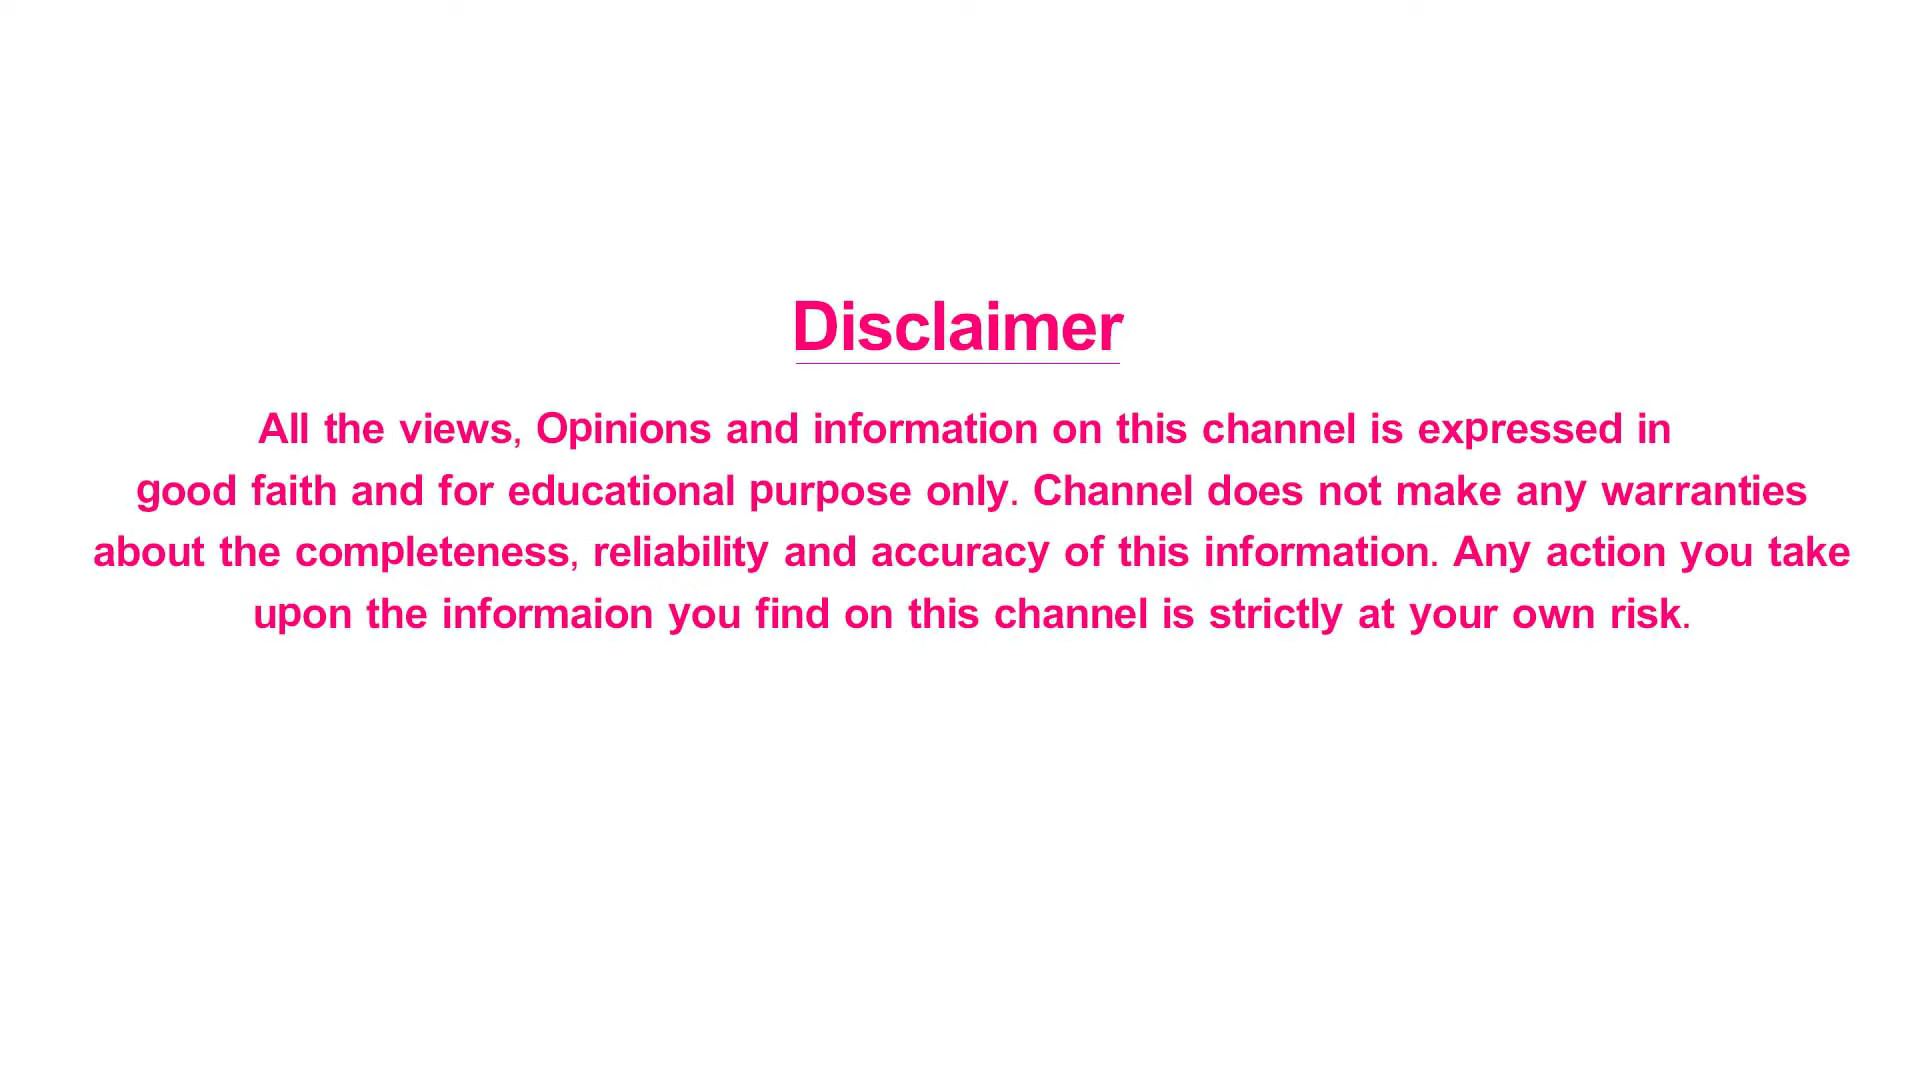 Disclaimer
All the views, Opinions and information on this channel is expressed in
good faith and for educational purpose only. Channel does not make any warranties
about the completeness, reliability and accuracy of this information. Any action you take
upon the informaion you find on this channel is strictly at your own risk.